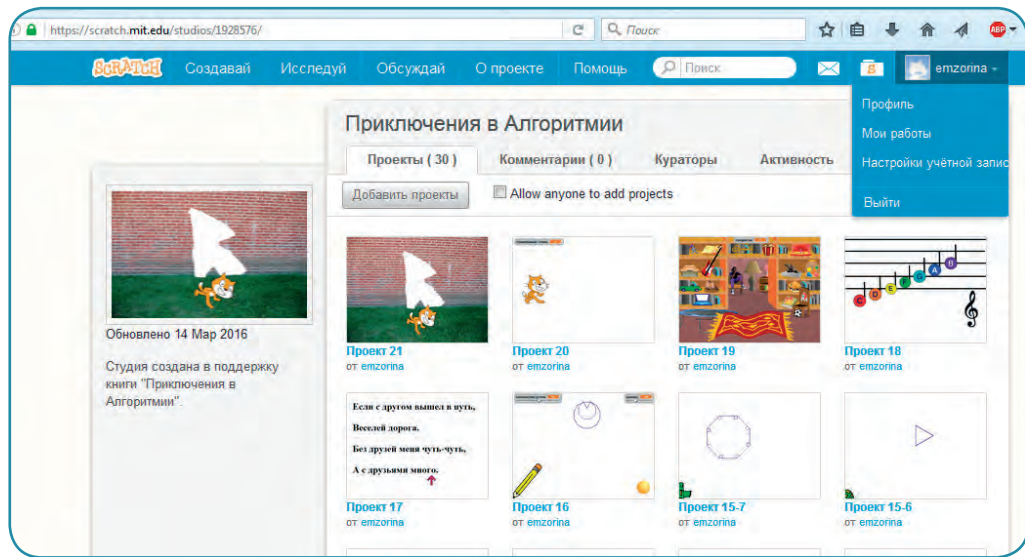 https://scratch.mit.edu/studios/1928576/
Поиск
ABP
SCRATCH Создавай Исследуй Обсуждай О проекте Помощь Поиск S emzorina
Профиль
Мои работы
Настройки учётной запис
Выйти
Приключения в Алгоритмии
Проекты ( 30 ) Комментарии ( 0 ) Кураторы Активность
Добавить проекты Allow anyone to add projects
Обновлено 14 Мар 2016
Студия создана в поддержку
книги "Приключения в
Алгоритмии".
C D E F G A B
Проект 21 Проект 20 Проект 19 Проект 18
от emzorina от emzorina от emzorina от emzorina
Если с другом вышел в путь,
Веселей дорога.
Без друзей меня чуть-чуть,
А с друзьями много.
Проект 17 Проект 16 Проект 15-7 Проект 15-6
от emzorina от emzorina от emzorina от emzorina